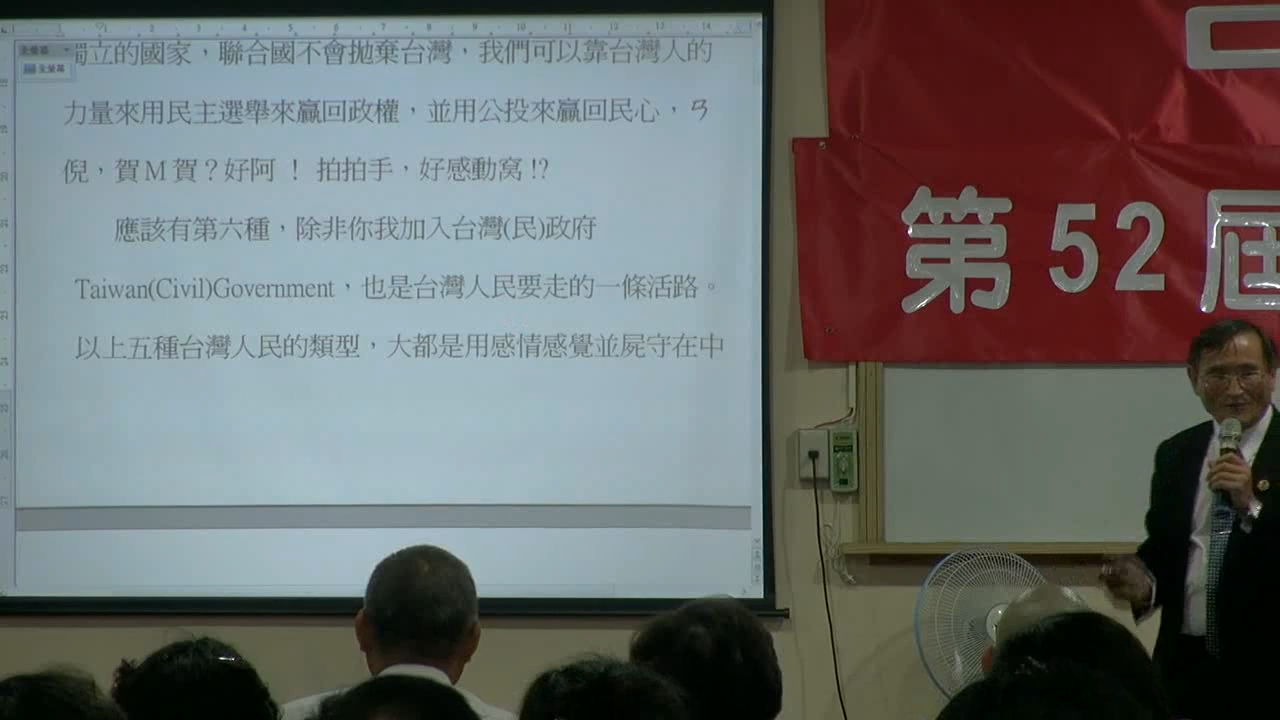 獨立的國家，聯合國不會拋棄台灣，我們可以靠台灣人的
力量來用民主選舉來贏回政權，並用公投來贏回民心，ㄢ
倪，賀 M 賀？好阿 ！ 拍拍手，好感動窩 !?
應該有第六種，除非你我加入台灣(民)政府
Taiwan(Civil)Government，也是台灣人民要走的一條活路。
以上五種台灣人民的類型，大都是用感情感覺並屍守在中
全螢幕
全螢幕
第 52 屆